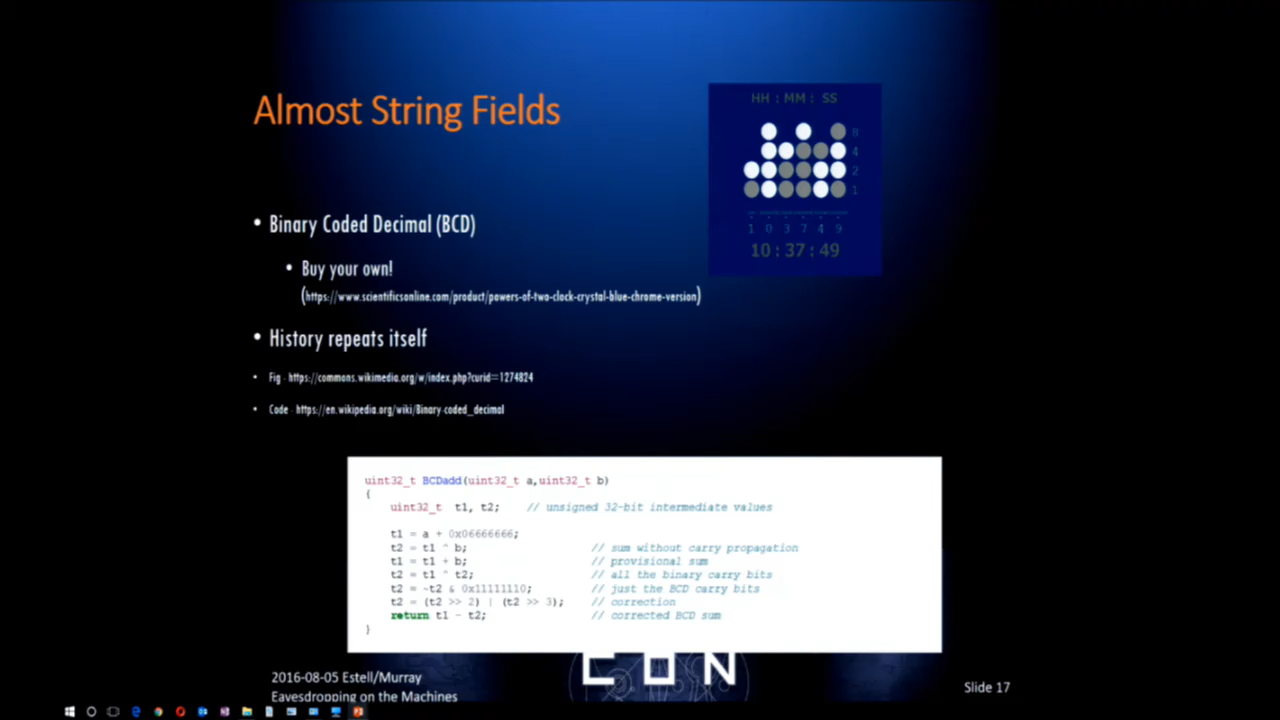 Almost String Fields
HH : MM : SS
8
4
2
1
1 0 3 7 4 9
10 : 37 : 49
• Binary Coded Decimal (BCD)
• Buy your own!
(https://www.scientificsonline.com/product/powers-of-two-clock-crystal-blue-chrome-version)
• History repeats itself
• Fig - https://commons.wikimedia.org/w/index.php?curid=1274824
• Code - https://en.wikipedia.org/wiki/Binary-coded_decimal
uint32_t BCDadd(uint32_t a,uint32_t b)
{
uint32_t t1, t2; // unsigned 32-bit intermediate values
t1 = a + 0x06666666;
t2 = t1 ^ b; // sum without carry propagation
t1 = t1 + b; // provisional sum
t2 = t1 ^ t2; // all the binary carry bits
t2 = ~t2 & 0x11111110; // just the BCD carry bits
t2 = (t2 >> 2) | (t2 >> 3); // correction
return t1 - t2; // corrected BCD sum
}
CON
2016-08-05 Estell/Murray
Eavesdropping on the Machines
Slide 17